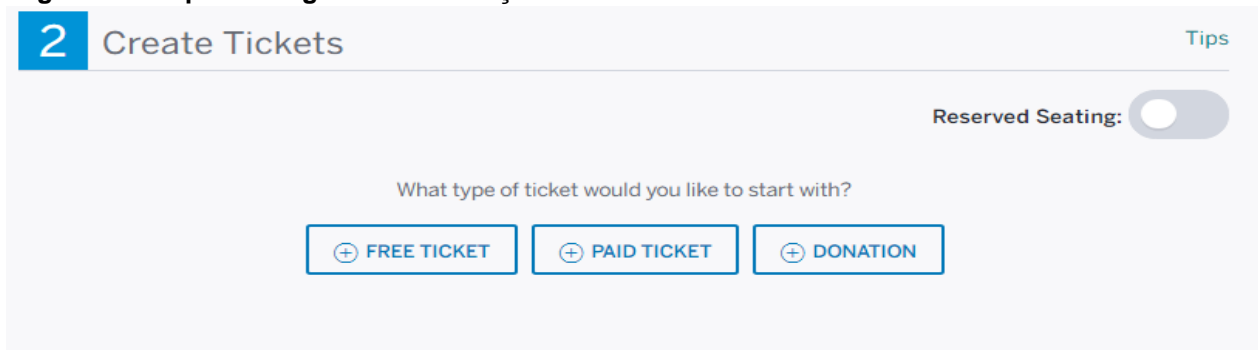 2 Create Tickets Tips
Reserved Seating:
What type of ticket would you like to start with?
FREE TICKET PAID TICKET DONATION